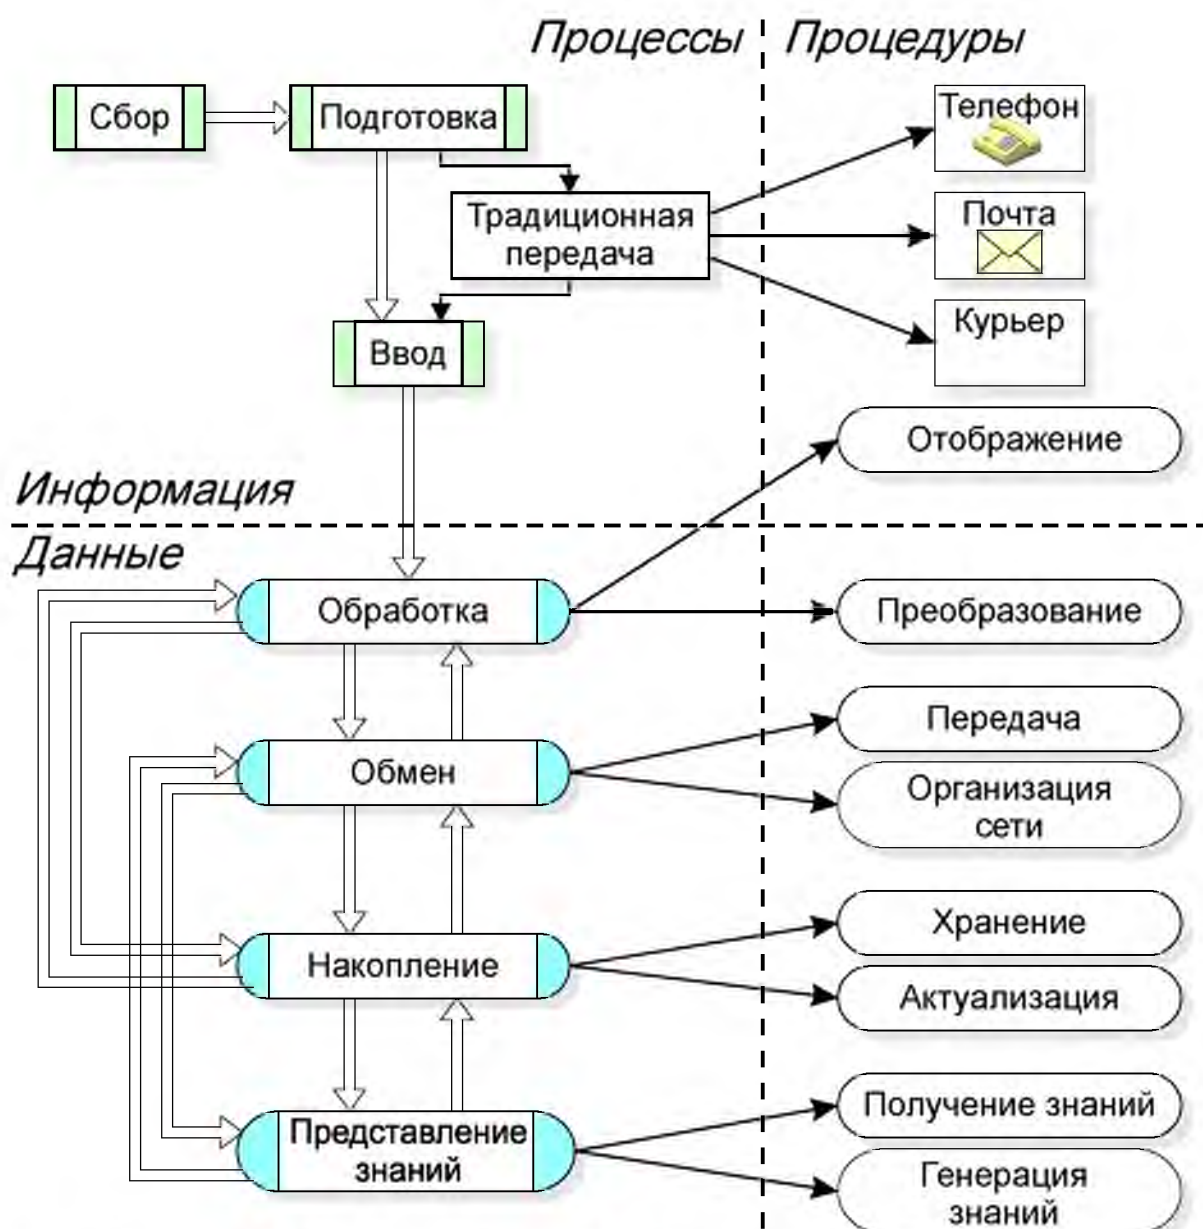 Процессы
Процедуры
Сбор
Подготовка
Традиционная
передача
Телефон
Почта
Курьер
Ввод
Отображение
Информация
Данные
Обработка
Преобразование
Обмен
Передача
Организация
сети
Накопление
Хранение
Актуализация
Представление
знаний
Получение знаний
Генерация
знаний